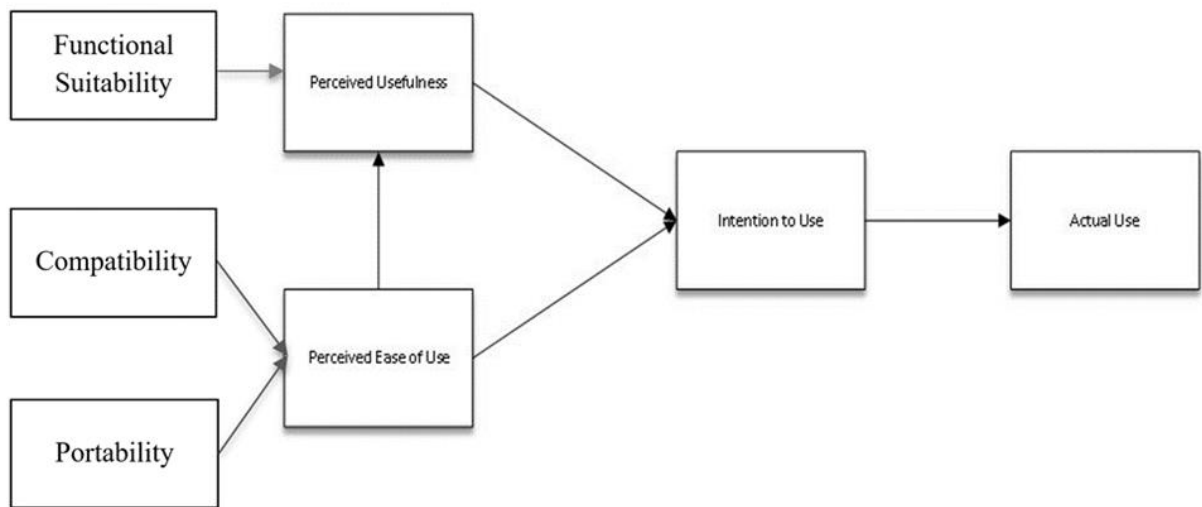 Functional
Suitability
Perceived Usefulness
Compatibility
Perceived Ease of Use
Portability
Intention to Use
Actual Use